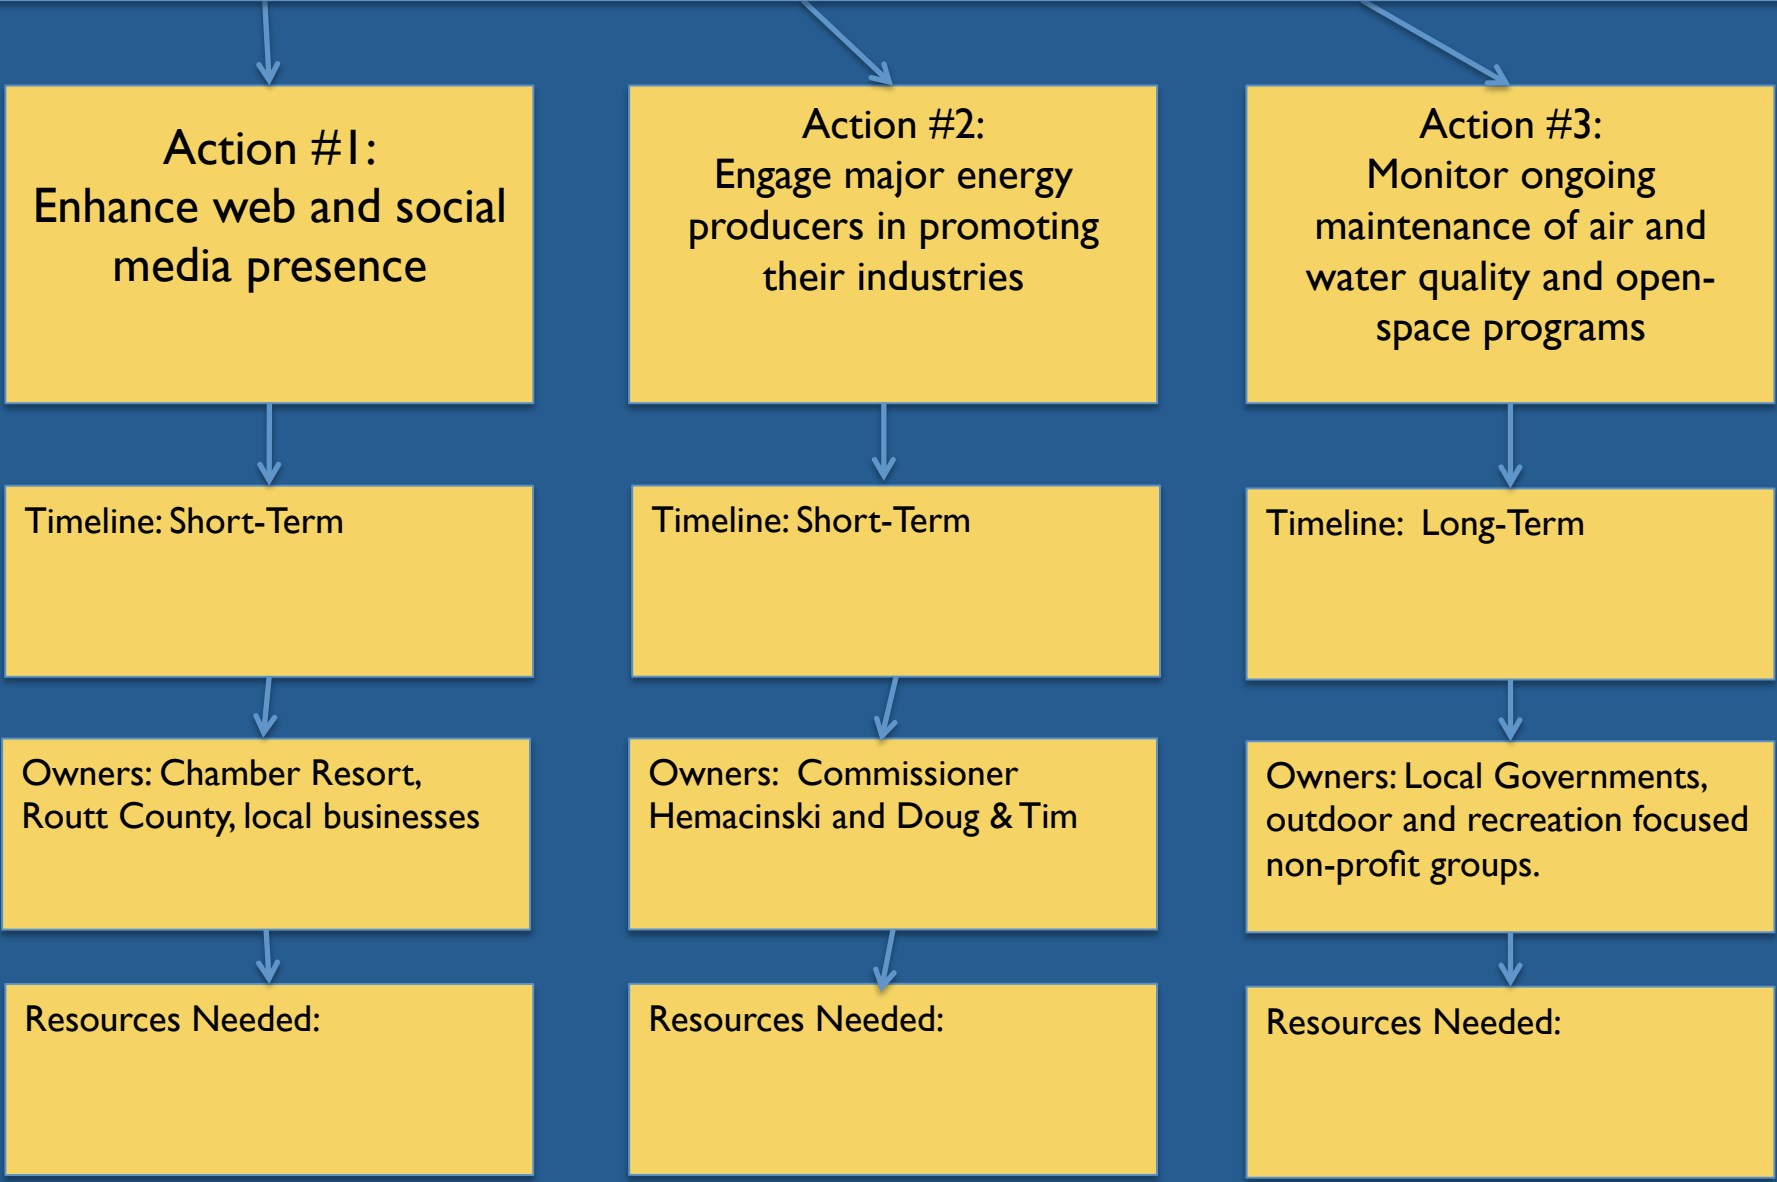 Action #1:
Enhance web and social
media presence
Action #2:
Engage major energy
producers in promoting
their industries
Action #3:
Monitor ongoing
maintenance of air and
water quality and open-
space programs
Timeline: Short-Term
Timeline: Short-Term
Timeline: Long-Term
Owners: Chamber Resort,
Routt County, local businesses
Owners: Commissioner
Hemacinski and Doug & Tim
Owners: Local Governments,
outdoor and recreation focused
non-profit groups.
Resources Needed:
Resources Needed:
Resources Needed: